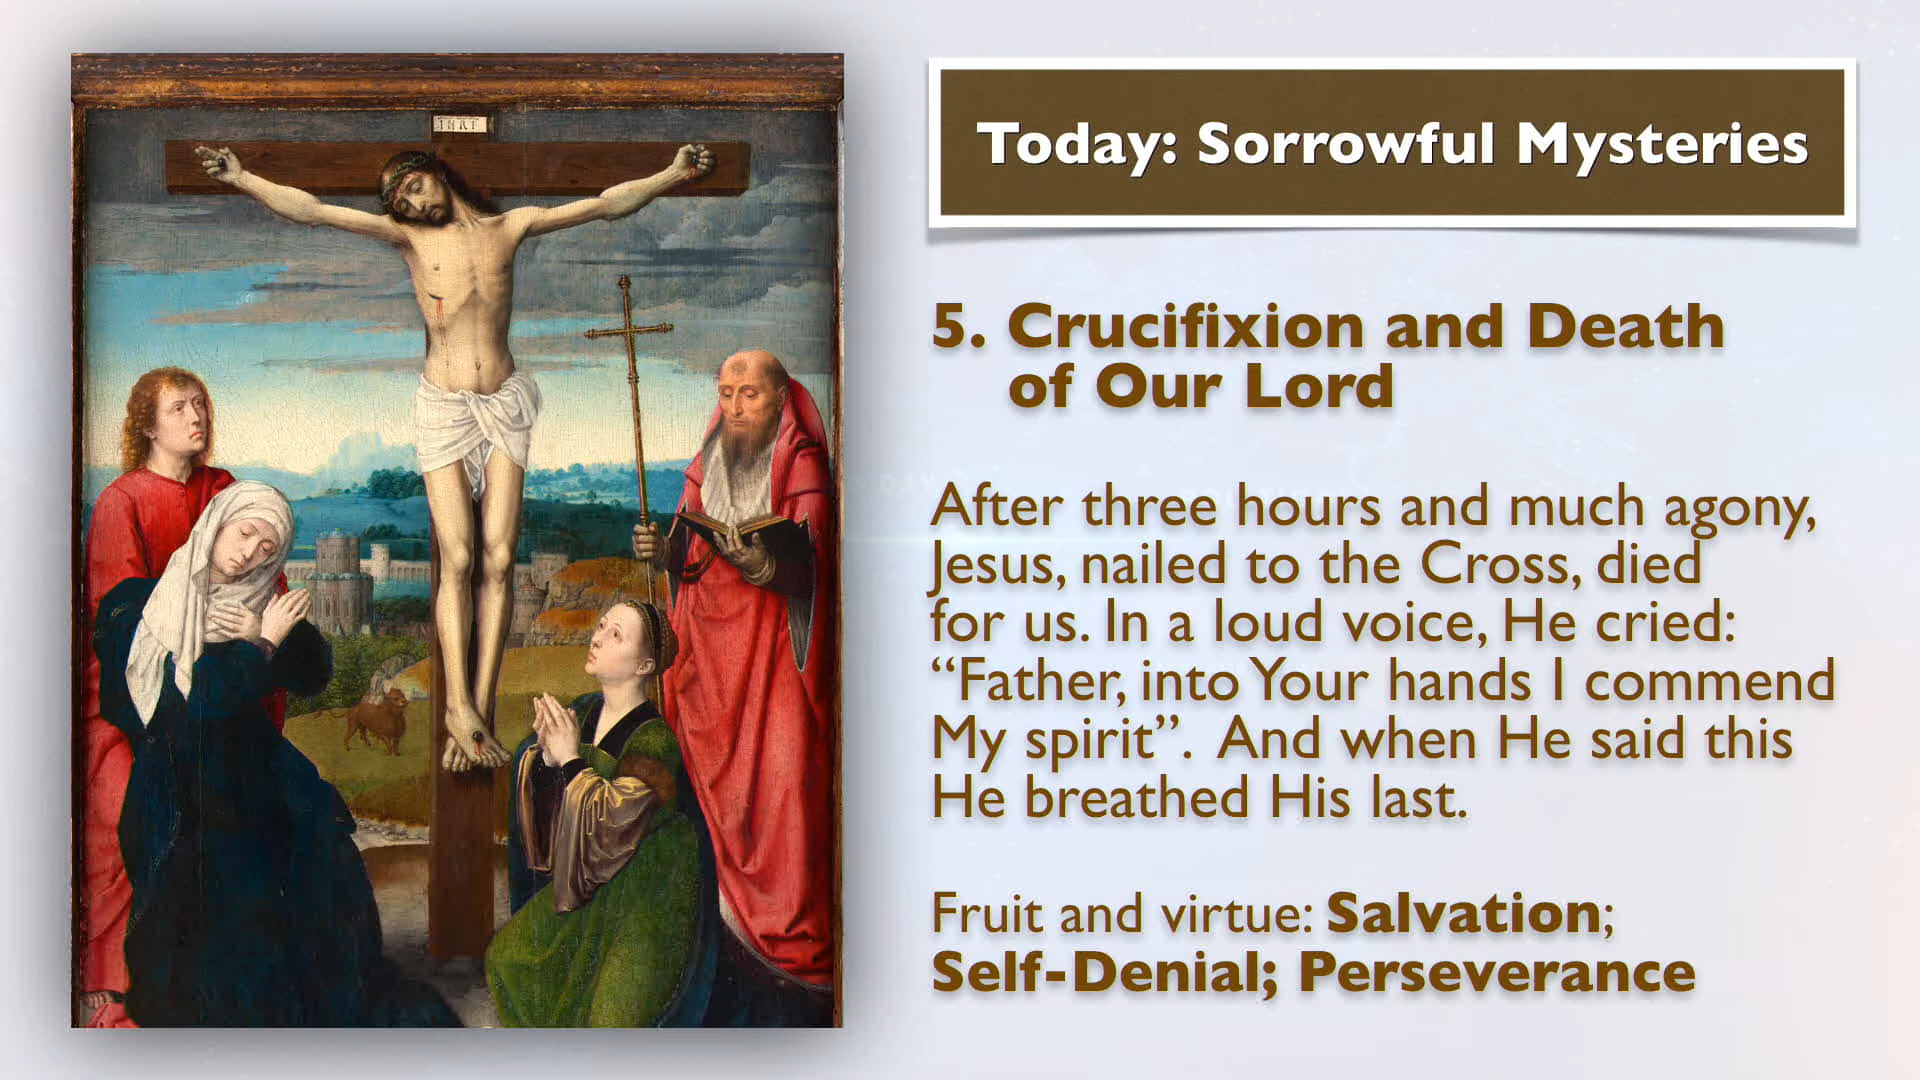 INRI
Today: Sorrowful Mysteries
5. Crucifixion and Death
of Our Lord
After three hours and much agony,
Jesus, nailed to the Cross, died
for us. In a loud voice, He cried:
“Father, into Your hands I commend
My spirit”. And when He said this
He breathed His last.
Fruit and virtue: Salvation;
Self-Denial; Perseverance